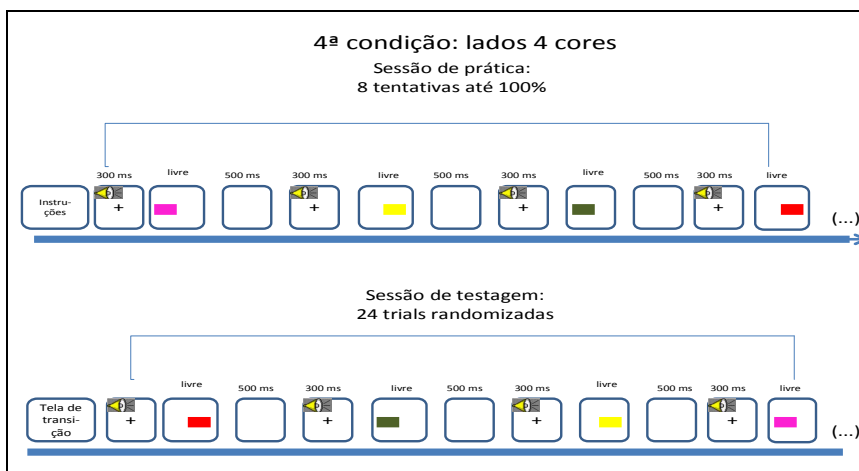 4ª condição: lados 4 cores
Sessão de prática:
8 tentativas até 100%
300 ms livre 500 ms 300 ms livre 500 ms 300 ms livre 500 ms 300 ms livre
Instru-
ções
+ + + +
(...)
Sessão de testagem:
24 trials randomizadas
300 ms livre 500 ms 300 ms livre 500 ms 300 ms livre 500 ms 300 ms livre
Tela de
transi-
ção
+ + + +
(...)